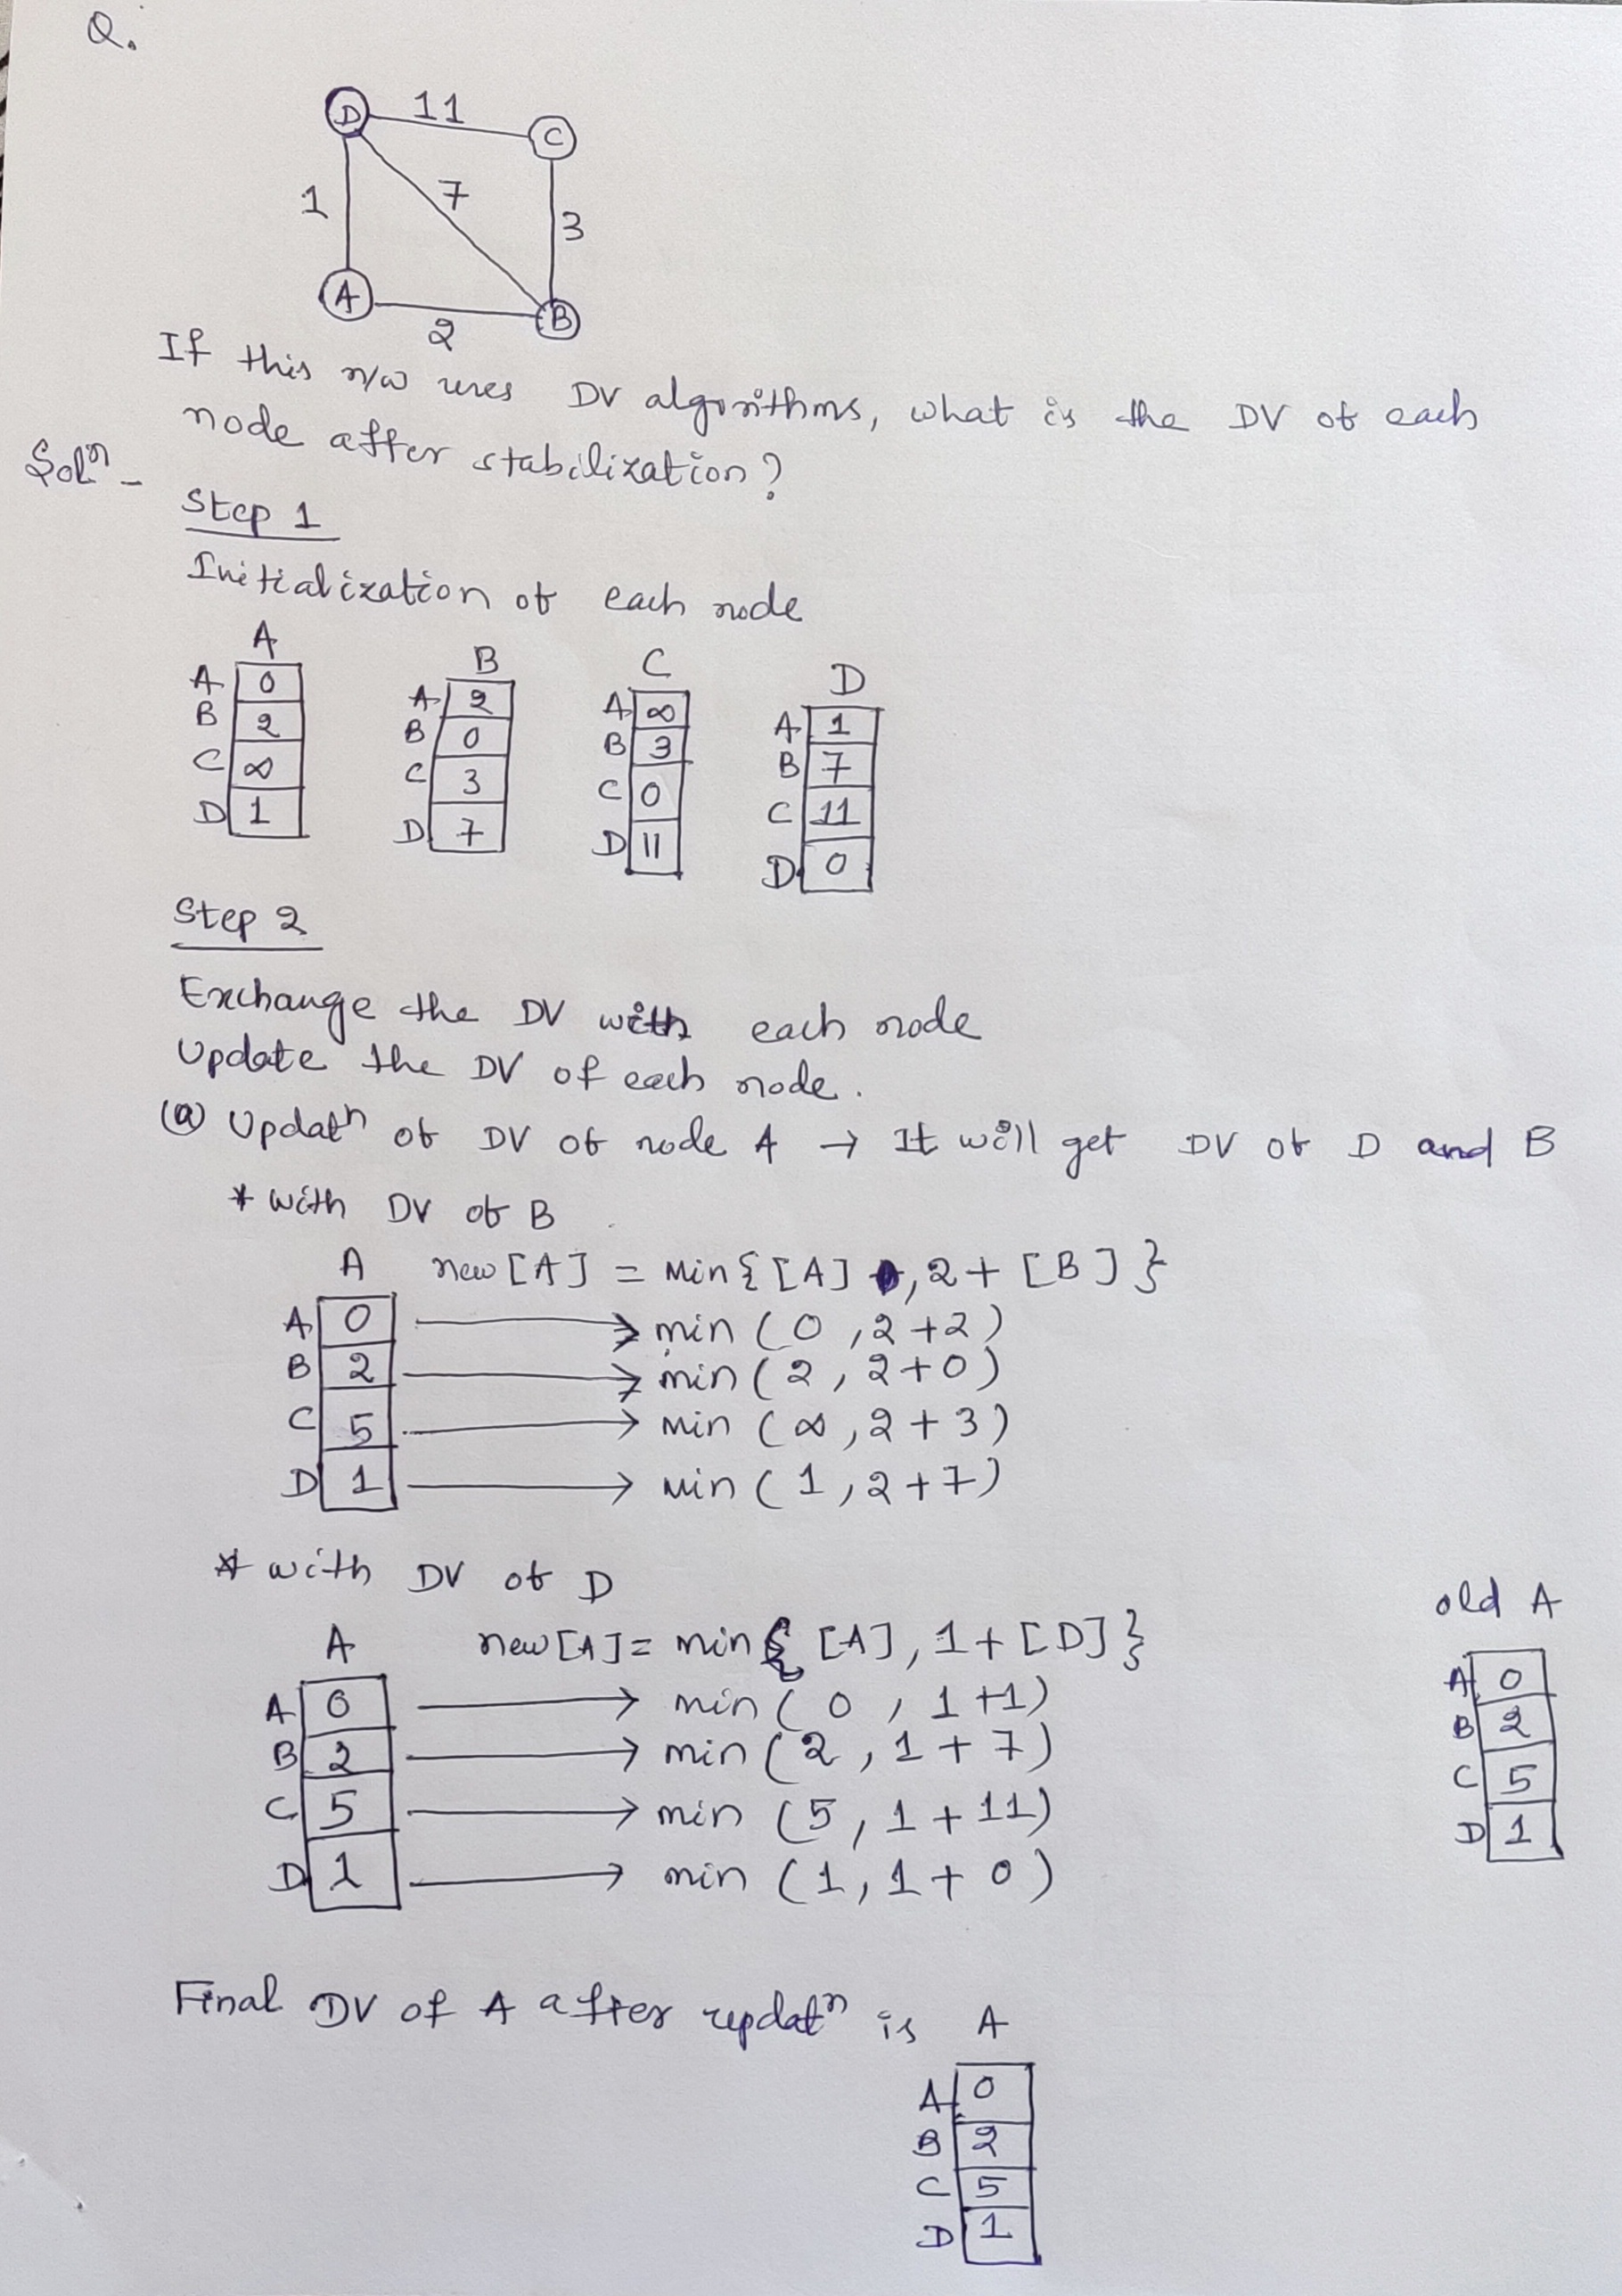 Q.
D 11 C
1 7 3
A 2 B
If this n/w uses DV algorithms, what is the DV of each
node after stabilization?
Solⁿ -
Step 1
Initialization of each node
A B C D
A 0 A 2 A ∞ A 1
B 2 B 0 B 3 B 7
C ∞ C 3 C 0 C 11
D 1 D 7 D 11 D 0
Step 2
Exchange the DV with each node
Update the DV of each node.
(a) Updatⁿ of DV of node A → It will get DV of D and B
* with DV of B
A new [A] = Min{ [A] , 2 + [B] }
A 0 → min ( 0 , 2 + 2 )
B 2 → min ( 2 , 2 + 0 )
C 5 → min ( ∞ , 2 + 3 )
D 1 → min ( 1 , 2 + 7 )
* with DV of D
A new [A] = min{ [A], 1 + [D] }
A 0 → min ( 0 , 1 + 1 )
B 2 → min ( 2 , 1 + 7 )
C 5 → min ( 5 , 1 + 11 )
D 1 → min ( 1, 1 + 0 )
old A
A 0
B 2
C 5
D 1
Final DV of A after updatⁿ is A
A 0
B 2
C 5
D 1